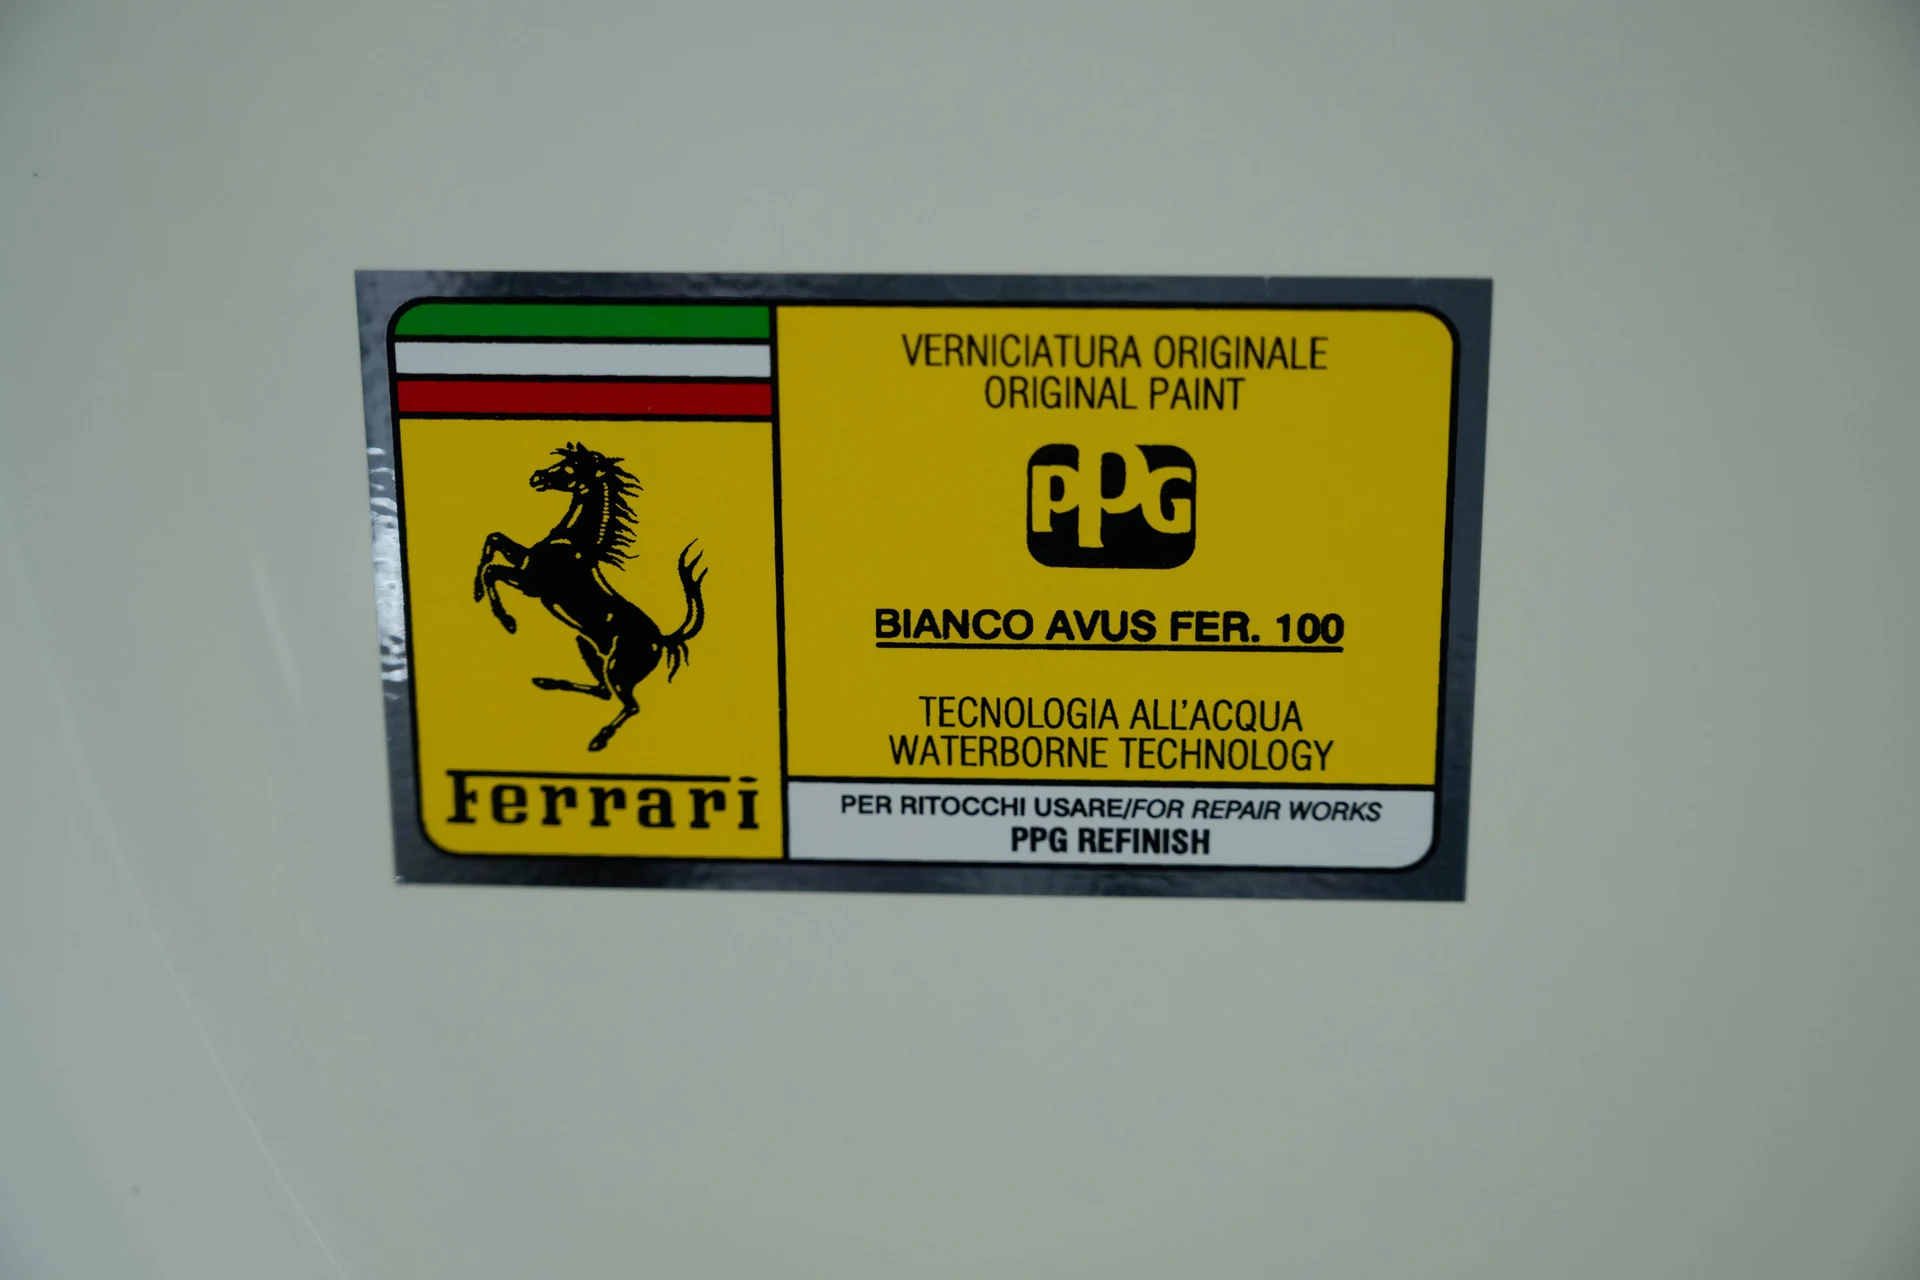 VERNICIATURA ORIGINALE
ORIGINAL PAINT
PPG
BIANCO AVUS FER. 100
TECNOLOGIA ALL'ACQUA
WATERBORNE TECHNOLOGY
PER RITOCCHI USARE/FOR REPAIR WORKS
PPG REFINISH
Ferrari